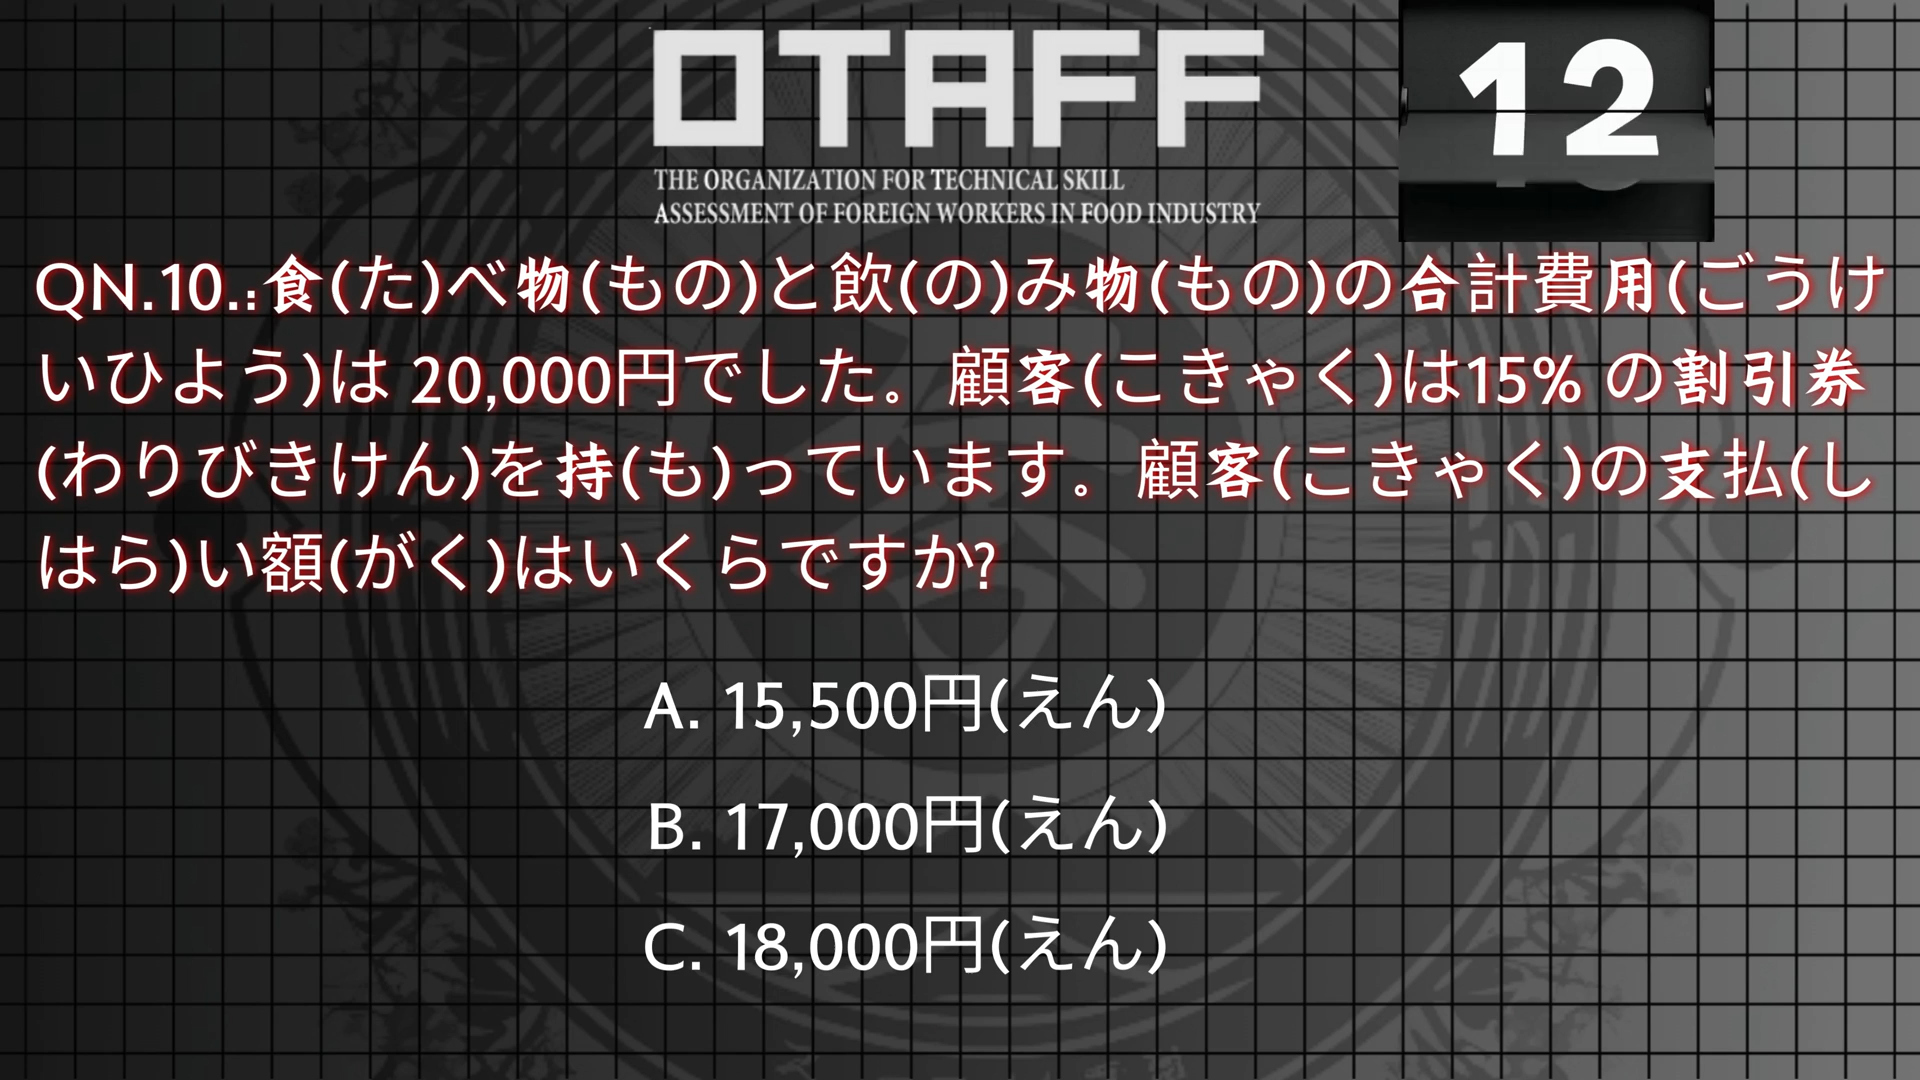 OTAFF
THE ORGANIZATION FOR TECHNICAL SKILL
ASSESSMENT OF FOREIGN WORKERS IN FOOD INDUSTRY
12
QN.10.:食(た)べ物(もの)と飲(の)み物(もの)の合計費用(ごうけ
いひよう)は 20,000円でした。顧客(こきゃく)は15% の割引券
(わりびきけん)を持(も)っています。顧客(こきゃく)の支払(し
はら)い額(がく)はいくらですか?
A. 15,500円(えん)
B. 17,000円(えん)
C. 18,000円(えん)